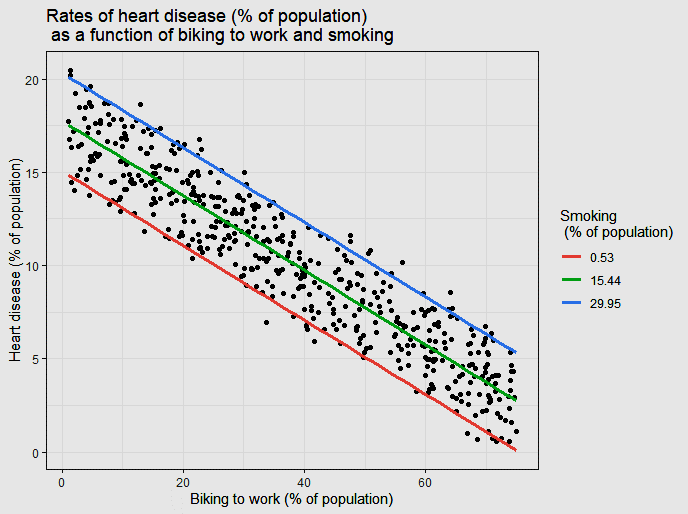 Rates of heart disease (% of population)
as a function of biking to work and smoking
Heart disease (% of population)
20
15
10
5
0
0 20 40 60
Biking to work (% of population)
Smoking
(% of population)
0.53
15.44
29.95